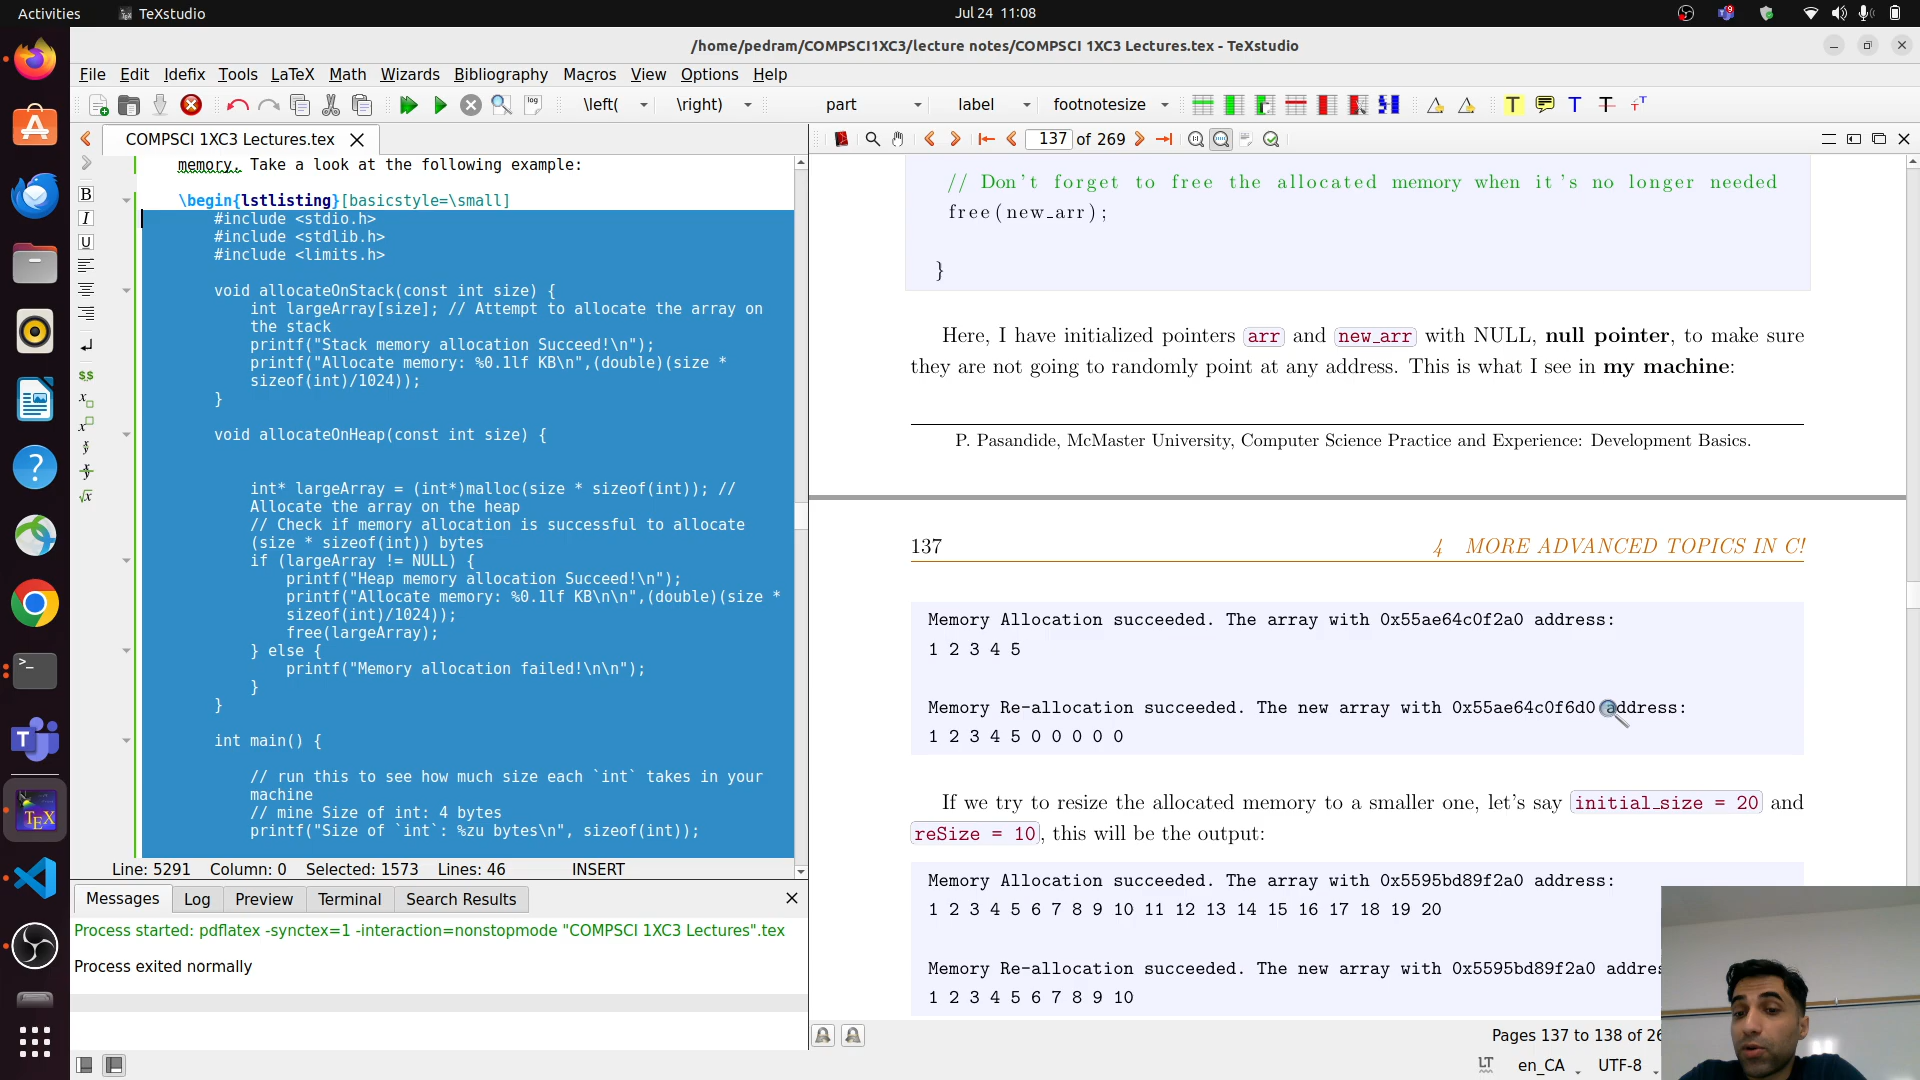 Activities
TeXstudio
Jul 24 11:08
/home/pedram/COMPSCI1XC3/lecture notes/COMPSCI 1XC3 Lectures.tex - TeXstudio
File Edit Idefix Tools LaTeX Math Wizards Bibliography Macros View Options Help
\left( \right) part label footnotesize
COMPSCI 1XC3 Lectures.tex
137 of 269
memory. Take a look at the following example:
\begin{lstlisting}[basicstyle=\small]
#include <stdio.h>
#include <stdlib.h>
#include <limits.h>
void allocateOnStack(const int size) {
int largeArray[size]; // Attempt to allocate the array on
the stack
printf("Stack memory allocation Succeed!\n");
printf("Allocate memory: %0.1lf KB\n",(double)(size *
sizeof(int)/1024));
}
void allocateOnHeap(const int size) {
int* largeArray = (int*)malloc(size * sizeof(int)); //
Allocate the array on the heap
// Check if memory allocation is successful to allocate
(size * sizeof(int)) bytes
if (largeArray != NULL) {
printf("Heap memory allocation Succeed!\n");
printf("Allocate memory: %0.1lf KB\n\n",(double)(size *
sizeof(int)/1024));
free(largeArray);
} else {
printf("Memory allocation failed!\n\n");
}
}
int main() {
// run this to see how much size each `int` takes in your
machine
// mine Size of int: 4 bytes
printf("Size of `int`: %zu bytes\n", sizeof(int));
Line: 5291 Column: 0 Selected: 1573 Lines: 46 INSERT
Messages Log Preview Terminal Search Results
Process started: pdflatex -synctex=1 -interaction=nonstopmode "COMPSCI 1XC3 Lectures".tex
Process exited normally
// Don't forget to free the allocated memory when it's no longer needed
free(new_arr);
}
Here, I have initialized pointers arr and new_arr with NULL, null pointer, to make sure
they are not going to randomly point at any address. This is what I see in my machine:
P. Pasandide, McMaster University, Computer Science Practice and Experience: Development Basics.
137 4 MORE ADVANCED TOPICS IN C!
Memory Allocation succeeded. The array with 0x55ae64c0f2a0 address:
1 2 3 4 5
Memory Re-allocation succeeded. The new array with 0x55ae64c0f6d0 address:
1 2 3 4 5 0 0 0 0 0
If we try to resize the allocated memory to a smaller one, let's say initial_size = 20 and
reSize = 10, this will be the output:
Memory Allocation succeeded. The array with 0x5595bd89f2a0 address:
1 2 3 4 5 6 7 8 9 10 11 12 13 14 15 16 17 18 19 20
Memory Re-allocation succeeded. The new array with 0x5595bd89f2a0 addres
1 2 3 4 5 6 7 8 9 10
Pages 137 to 138 of 26
en_CA UTF-8